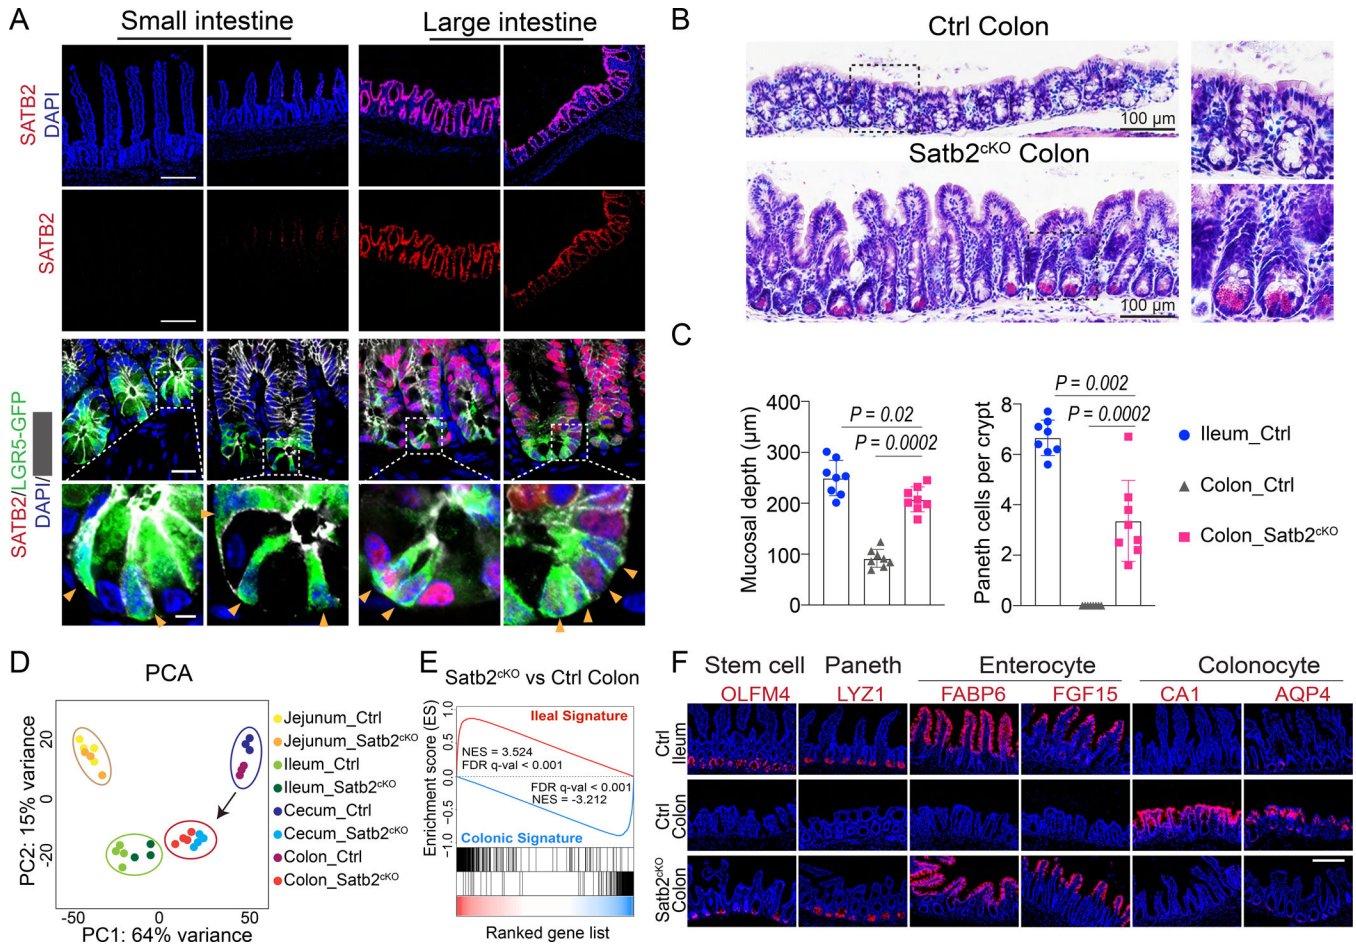 A
Small intestine
Large intestine
SATB2
DAPI
SATB2
SATB2/LGR5-GFP
DAPI/
B
Ctrl Colon
100 µm
Satb2cKO Colon
100 µm
C
Mucosal depth (µm)
400
300
200
100
0
P = 0.02
P = 0.0002
Paneth cells per crypt
8
6
4
2
0
P = 0.002
P = 0.0002
Ileum_Ctrl
Colon_Ctrl
Colon_Satb2cKO
D
PCA
PC2: 15% variance
20
0
-20
-50
0
50
PC1: 64% variance
Jejunum_Ctrl
Jejunum_Satb2cKO
Ileum_Ctrl
Ileum_Satb2cKO
Cecum_Ctrl
Cecum_Satb2cKO
Colon_Ctrl
Colon_Satb2cKO
E
Satb2cKO vs Ctrl Colon
Enrichment score (ES)
1.0
0.5
0.0
-0.5
-1.0
Ileal Signature
NES = 3.524
FDR q-val < 0.001
FDR q-val < 0.001
NES = -3.212
Colonic Signature
Ranked gene list
F
Stem cell
Paneth
Enterocyte
Colonocyte
OLFM4
LYZ1
FABP6
FGF15
CA1
AQP4
Ctrl
Ileum
Ctrl
Colon
Satb2cKO
Colon